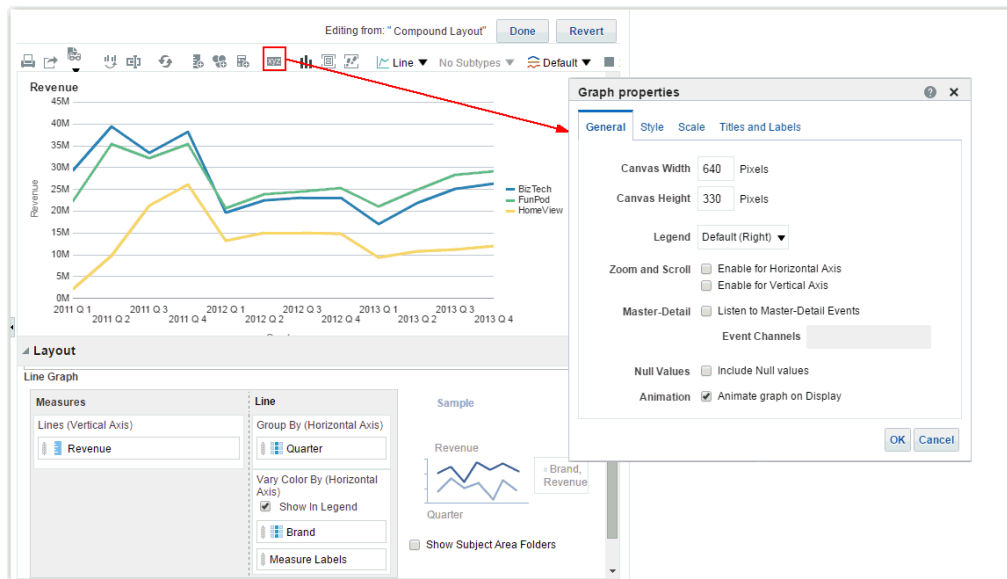 Editing from: "Compound Layout" Done Revert
XYZ Line ▼ No Subtypes ▼ Default ▼
Revenue
45M
40M
35M
30M
25M
20M
15M
10M
5M
0M
Revenue
2011 Q 1 2011 Q 2 2011 Q 3 2011 Q 4 2012 Q 1 2012 Q 2 2012 Q 3 2012 Q 4 2013 Q 1 2013 Q 2 2013 Q 3 2013 Q 4
BizTech
FunPod
HomeView
Graph properties
General Style Scale Titles and Labels
Canvas Width 640 Pixels
Canvas Height 330 Pixels
Legend Default (Right) ▼
Zoom and Scroll Enable for Horizontal Axis
Enable for Vertical Axis
Master-Detail Listen to Master-Detail Events
Event Channels
Null Values Include Null values
Animation Animate graph on Display
OK Cancel
Layout
Line Graph
Measures
Lines (Vertical Axis)
Revenue
Line
Group By (Horizontal Axis)
Quarter
Vary Color By (Horizontal
Axis)
Show In Legend
Brand
Measure Labels
Sample
Revenue
Brand,
Revenue
Quarter
Show Subject Area Folders